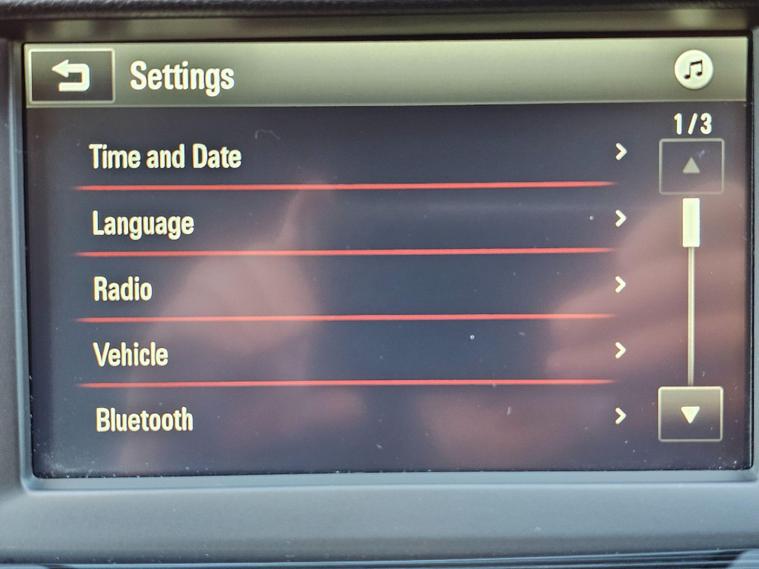 Settings
1/3
Time and Date
Language
Radio
Vehicle
Bluetooth